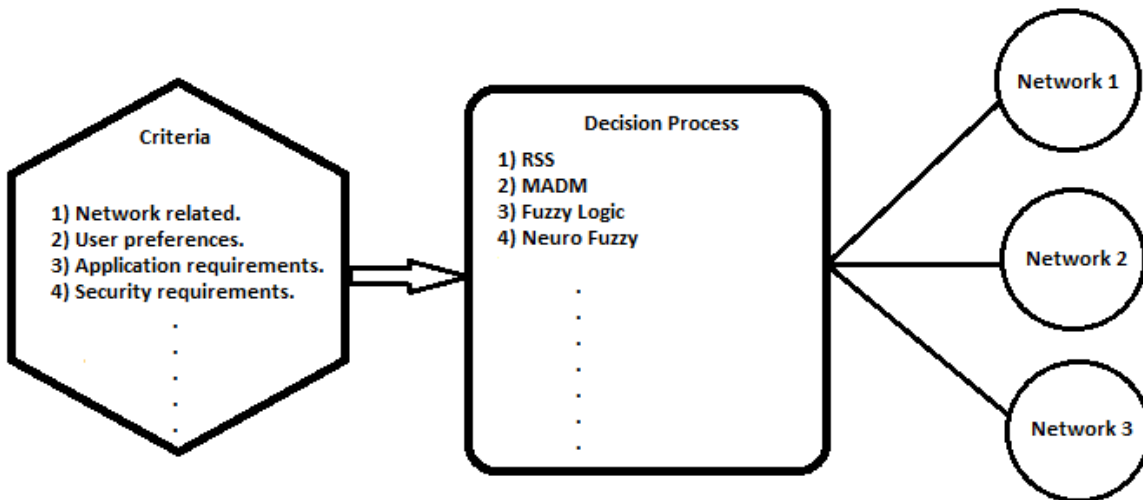 Criteria
1) Network related.
2) User preferences.
3) Application requirements.
4) Security requirements.
.
.
.
.
.
Decision Process
1) RSS
2) MADM
3) Fuzzy Logic
4) Neuro Fuzzy
.
.
.
.
.
.
.
Network 1
Network 2
Network 3